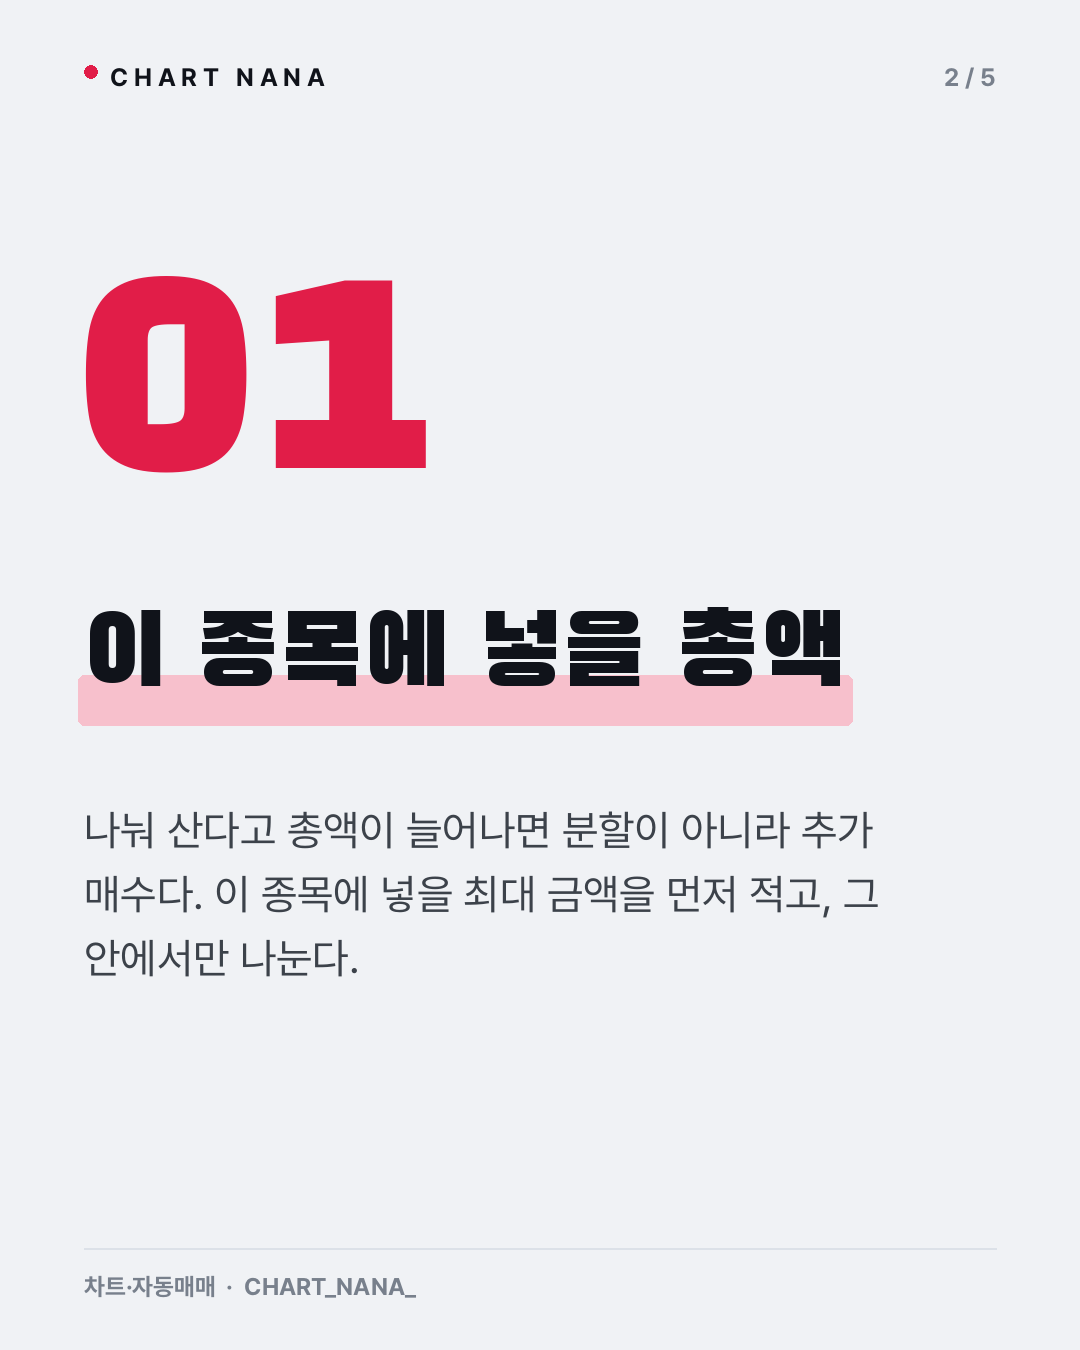 CHART NANA
2 / 5
01
이 종목에 넣을 총액
나눠 산다고 총액이 늘어나면 분할이 아니라 추가
매수다. 이 종목에 넣을 최대 금액을 먼저 적고, 그
안에서만 나눈다.
차트·자동매매 · CHART_NANA_